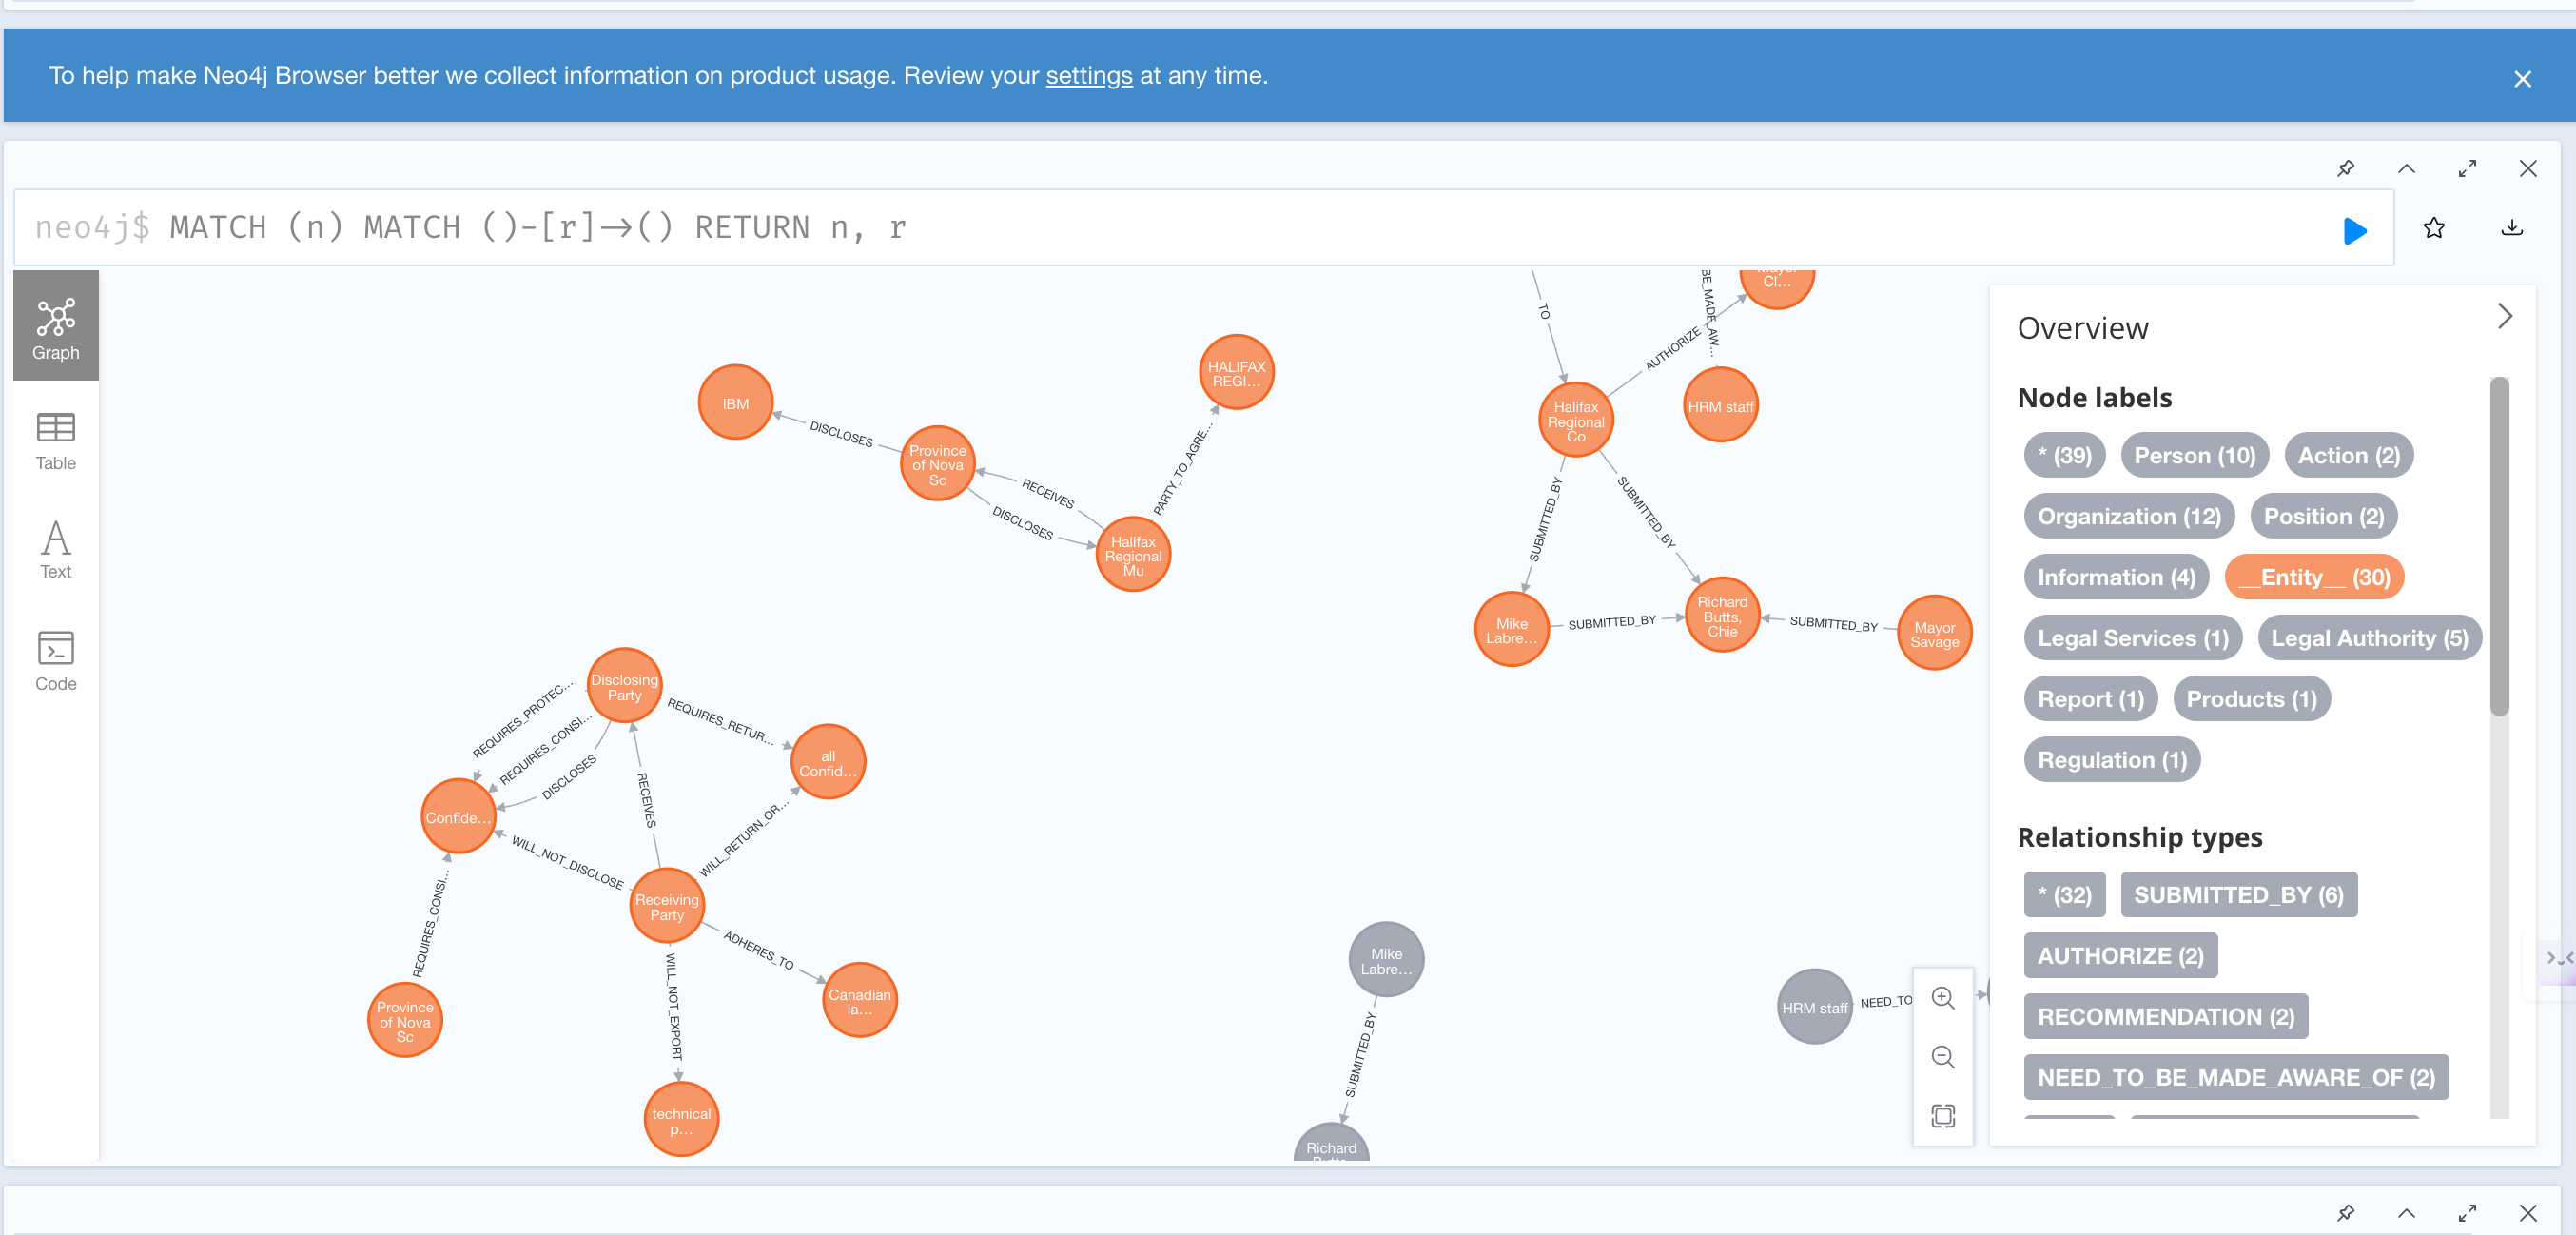 To help make Neo4j Browser better we collect information on product usage. Review your settings at any time.
neo4j$ MATCH (n) MATCH ()-[r]→() RETURN n, r
Graph
Table
Text
Code
IBM
DISCLOSES
Province
of Nova
Sc
RECEIVES
DISCLOSES
HALIFAX
REGI...
PARTY_TO_AGRE...
Halifax
Regional
Mu
TO
BE_MADE_AW...
Cl...
AUTHORIZE
Halifax
Regional
Co
HRM staff
SUBMITTED_BY
SUBMITTED_BY
Mike
Labre...
SUBMITTED_BY
Richard
Butts,
Chie
SUBMITTED_BY
Mayor
Savage
Disclosing
Party
REQUIRES_PROTEC...
REQUIRES_CONSI...
DISCLOSES
REQUIRES_RETUR...
all
Confid...
RECEIVES
WILL_RETURN_OR...
Confide...
WILL_NOT_DISCLOSE
Receiving
Party
REQUIRES_CONSI...
ADHERES_TO
WILL_NOT_EXPORT
Province
of Nova
Sc
Canadian
la...
technical
p...
Mike
Labre...
SUBMITTED_BY
Richard
HRM staff
NEED_TO
Overview
Node labels
* (39)
Person (10)
Action (2)
Organization (12)
Position (2)
Information (4)
__Entity__ (30)
Legal Services (1)
Legal Authority (5)
Report (1)
Products (1)
Regulation (1)
Relationship types
* (32)
SUBMITTED_BY (6)
AUTHORIZE (2)
RECOMMENDATION (2)
NEED_TO_BE_MADE_AWARE_OF (2)